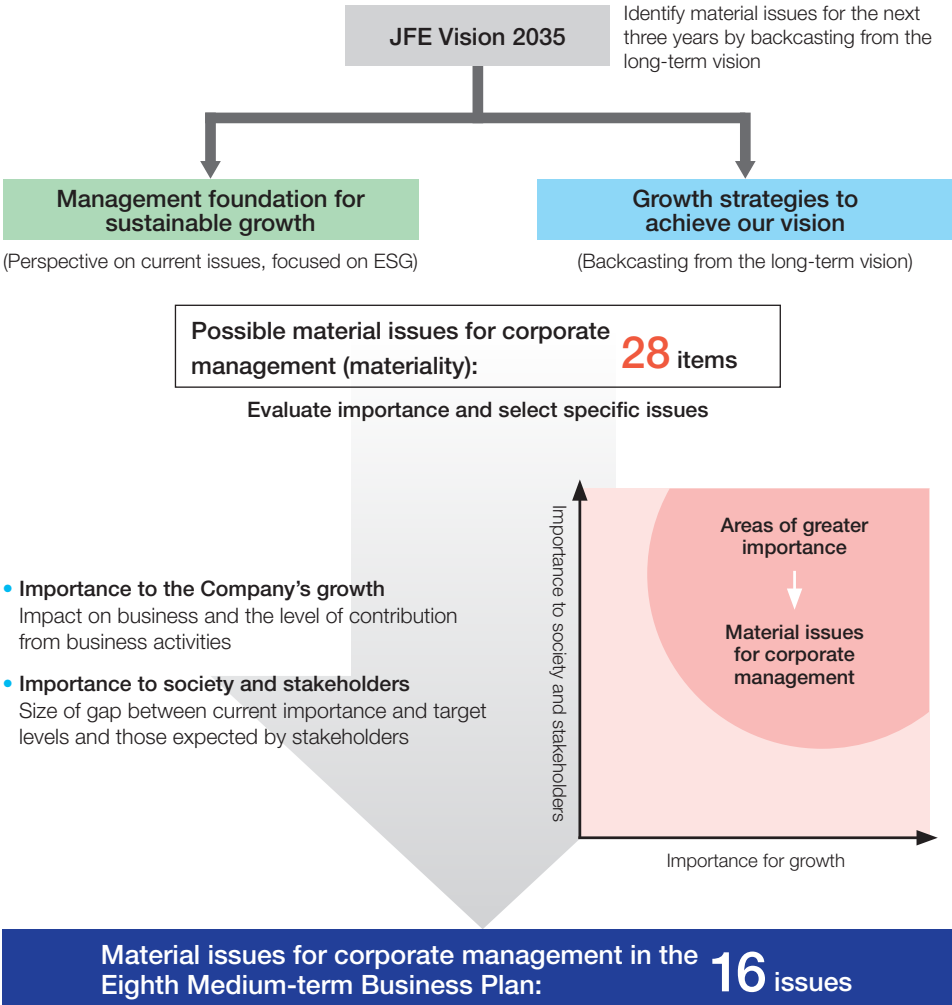 JFE Vision 2035
Identify material issues for the next
three years by backcasting from the
long-term vision
Management foundation for
sustainable growth
Growth strategies to
achieve our vision
(Perspective on current issues, focused on ESG)
(Backcasting from the long-term vision)
Possible material issues for corporate
management (materiality):
28 items
Evaluate importance and select specific issues
• Importance to the Company’s growth
Impact on business and the level of contribution
from business activities
• Importance to society and stakeholders
Size of gap between current importance and target
levels and those expected by stakeholders
Importance to society and stakeholders
Areas of greater
importance
Material issues
for corporate
management
Importance for growth
Material issues for corporate management in the
Eighth Medium-term Business Plan:
16 issues